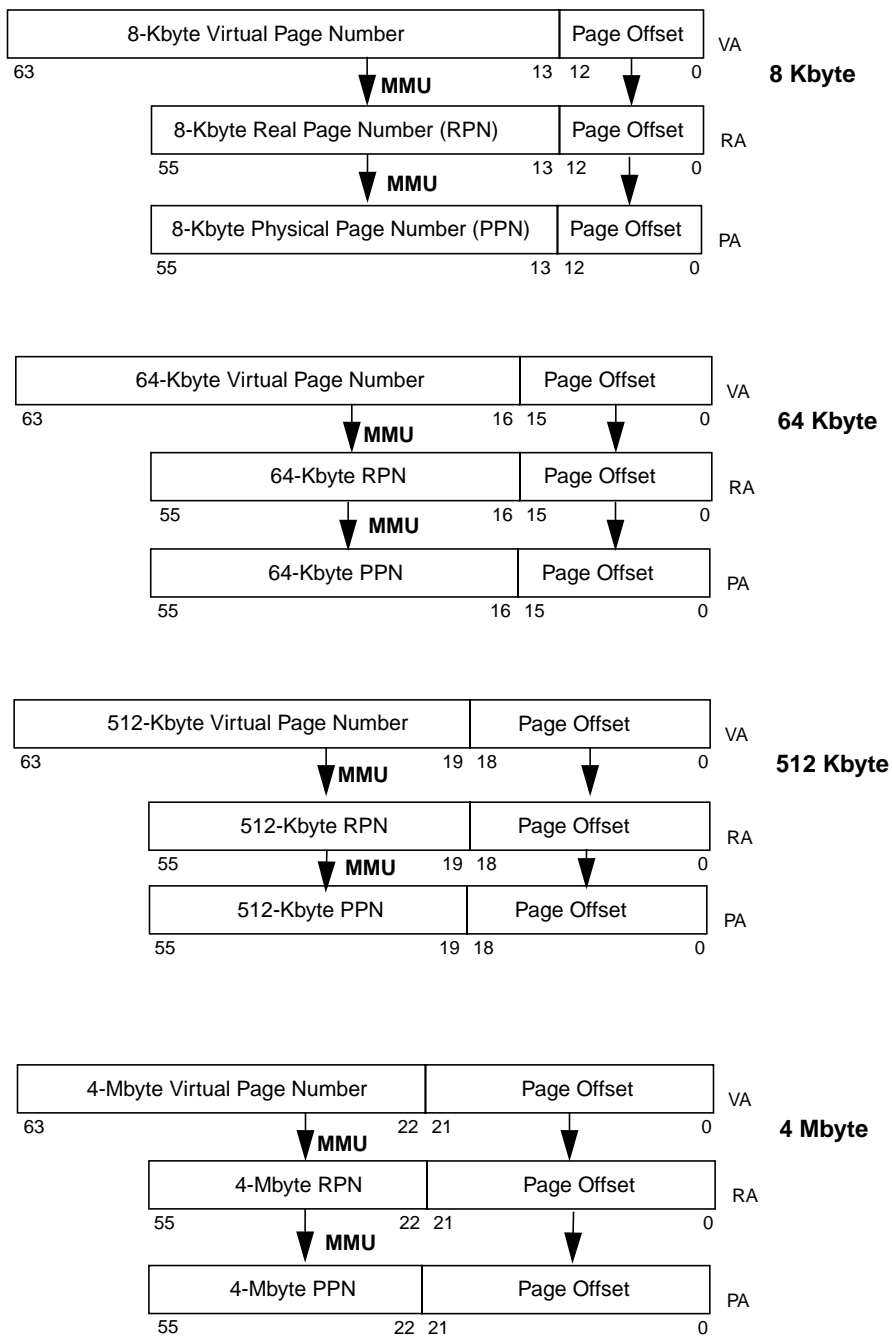 8-Kbyte Virtual Page Number Page Offset VA
63 13 12 0
8 Kbyte
MMU
8-Kbyte Real Page Number (RPN) Page Offset RA
55 13 12 0
MMU
8-Kbyte Physical Page Number (PPN) Page Offset PA
55 13 12 0
64-Kbyte Virtual Page Number Page Offset VA
63 16 15 0
64 Kbyte
MMU
64-Kbyte RPN Page Offset RA
55 16 15 0
MMU
64-Kbyte PPN Page Offset PA
55 16 15 0
512-Kbyte Virtual Page Number Page Offset VA
63 19 18 0
512 Kbyte
MMU
512-Kbyte RPN Page Offset RA
55 19 18 0
MMU
512-Kbyte PPN Page Offset PA
55 19 18 0
4-Mbyte Virtual Page Number Page Offset VA
63 22 21 0
4 Mbyte
MMU
4-Mbyte RPN Page Offset RA
55 22 21 0
MMU
4-Mbyte PPN Page Offset PA
55 22 21 0